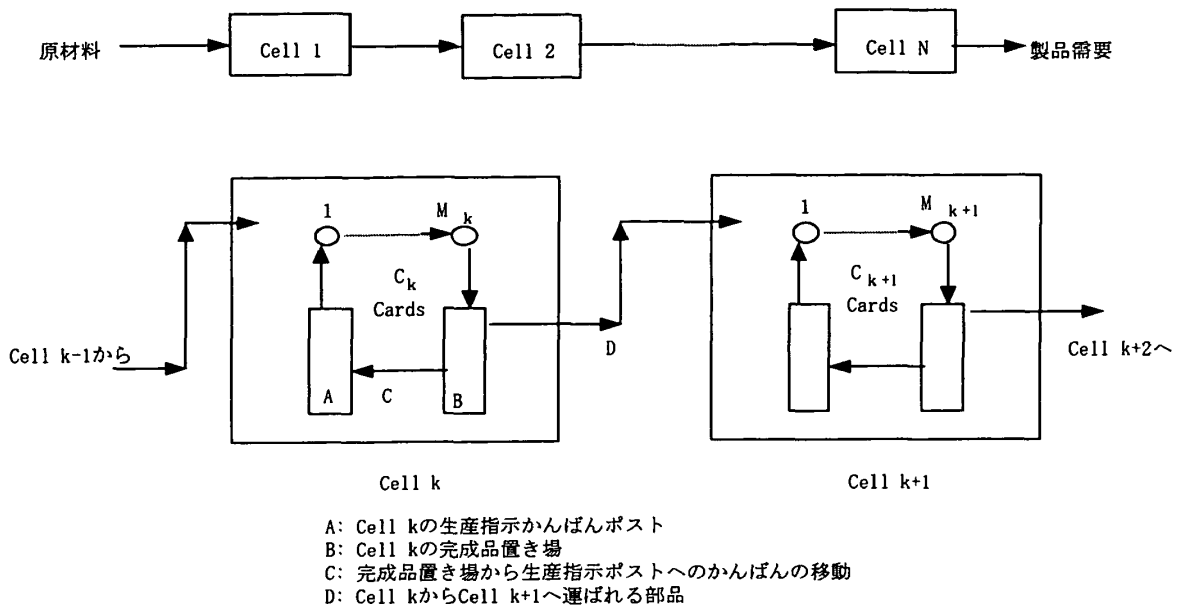 原材料
Cell 1
Cell 2
Cell N
製品需要
1
M k
C k
Cards
A
C
B
D
Cell k-1から
Cell k
1
M k+1
C k+1
Cards
Cell k+2へ
Cell k+1
A: Cell kの生産指示かんばんポスト
B: Cell kの完成品置き場
C: 完成品置き場から生産指示ポストへのかんばんの移動
D: Cell kからCell k+1へ運ばれる部品